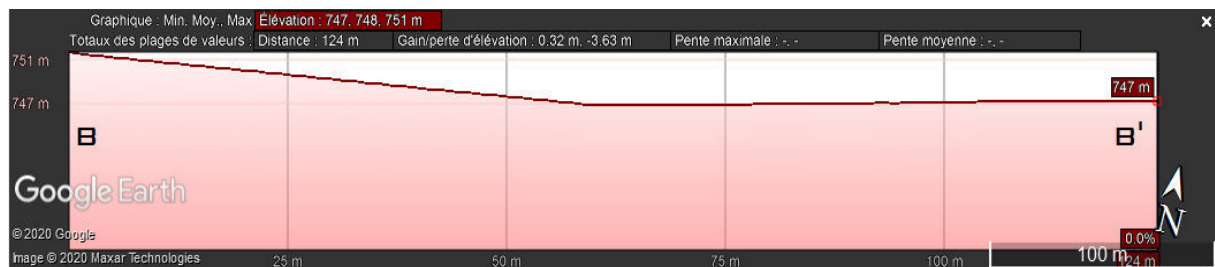 Graphique : Min. Moy., Max Élévation : 747, 748, 751 m
Totaux des plages de valeurs : Distance : 124 m Gain/perte d'élévation : 0.32 m, -3.63 m Pente maximale : -, - Pente moyenne : -, -
751 m
747 m
747 m
B B'
Google Earth
N
© 2020 Google
0.0%
Image © 2020 Maxar Technologies
25 m 50 m 75 m 100 m 100 m 124 m